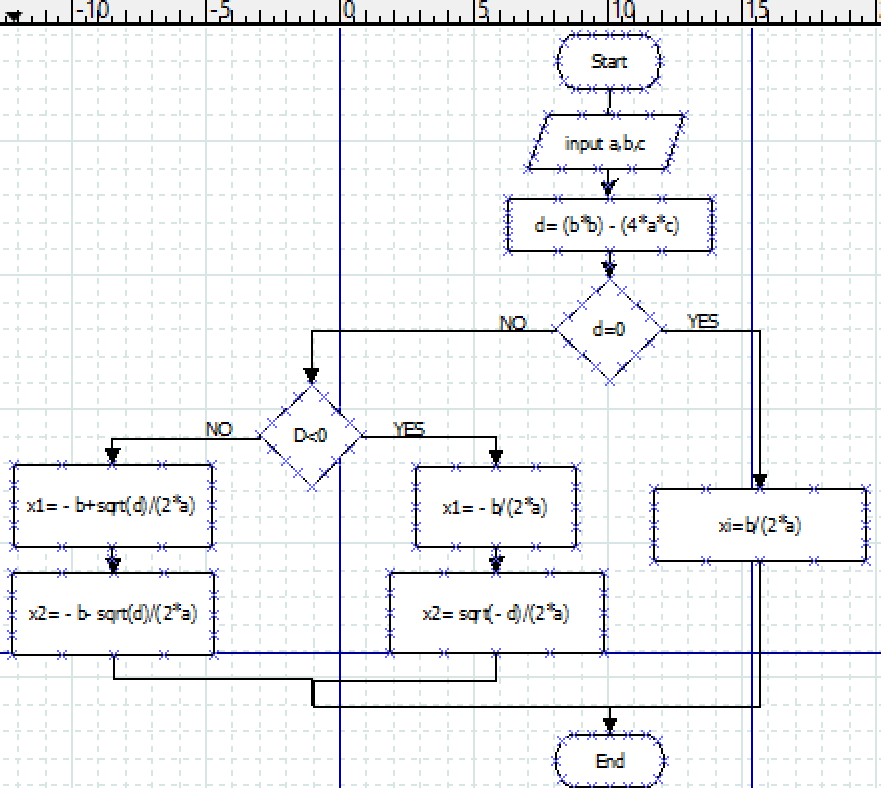 -10 -5 0 5 10 15
Start
input a,b,c
d= (b*b) - (4*a*c)
d=0
NO
YES
D<0
NO
YES
x1= - b+sqrt(d)/(2*a)
x1= - b/(2*a)
xi=b/(2*a)
x2= - b- sqrt(d)/(2*a)
x2= sqrt(- d)/(2*a)
End